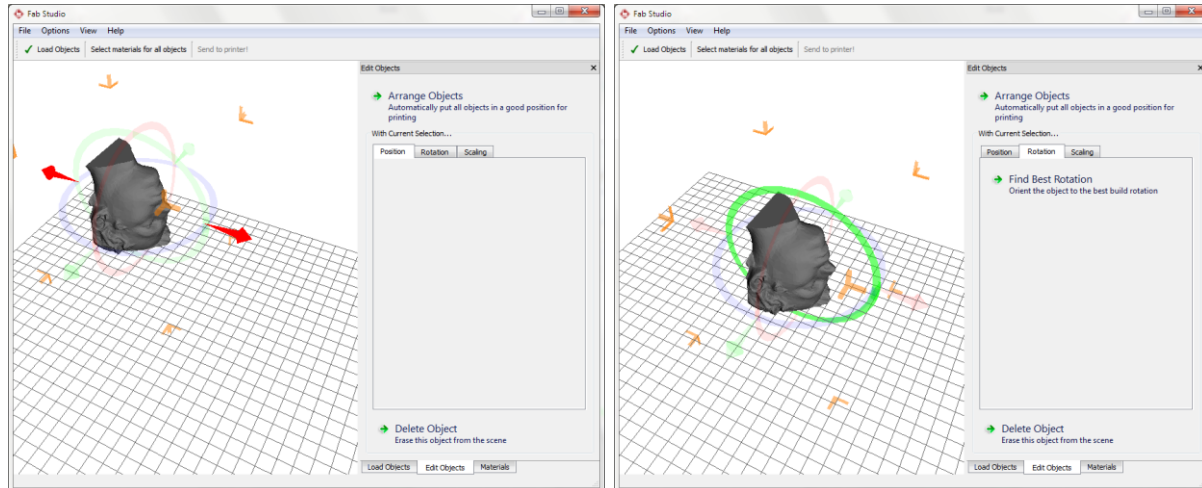 Fab Studio
File Options View Help
Load Objects Select materials for all objects Send to printer!
Edit Objects
Arrange Objects
Automatically put all objects in a good position for
printing
With Current Selection...
Position Rotation Scaling
Delete Object
Erase this object from the scene
Load Objects Edit Objects Materials
Fab Studio
File Options View Help
Load Objects Select materials for all objects Send to printer!
Edit Objects
Arrange Objects
Automatically put all objects in a good position for
printing
With Current Selection...
Position Rotation Scaling
Find Best Rotation
Orient the object to the best build rotation
Delete Object
Erase this object from the scene
Load Objects Edit Objects Materials